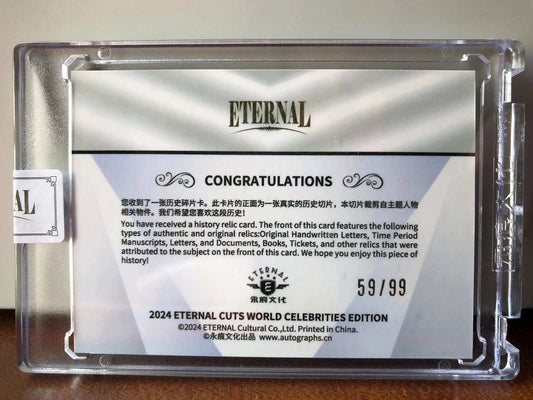 ETERNAL
CONGRATULATIONS
您收到了一张历史碎片卡。此卡片的正面为一张真实的历史切片，本切片裁剪自主题人物
相关物件。我们希望您喜欢这段历史！
You have received a history relic card. The front of this card features the following
types of authentic and original relics:Original Handwritten Letters, Time Period
Manuscripts, Letters, and Documents, Books, Tickets, and other relics that were
attributed to the subject on the front of this card. We hope you enjoy this piece of
history!
AL
ETERNAL
永痕文化
59/99
2024 ETERNAL CUTS WORLD CELEBRITIES EDITION
©2024 ETERNAL Cultural Co.,Ltd. Printed in China.
©永痕文化出品 www.autographs.cn